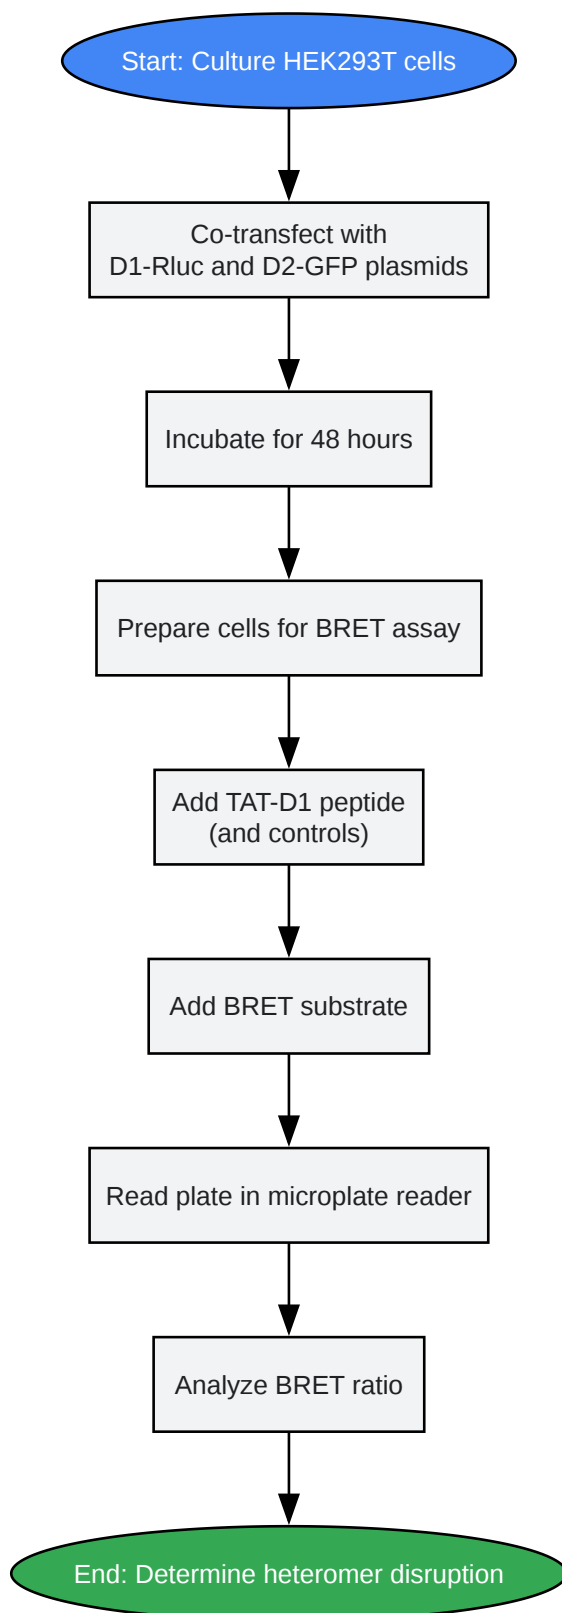 Start: Culture HEK293T cells
Co-transfect with
D1-Rluc and D2-GFP plasmids
Incubate for 48 hours
Prepare cells for BRET assay
Add TAT-D1 peptide
(and controls)
Add BRET substrate
Read plate in microplate reader
Analyze BRET ratio
End: Determine heteromer disruption